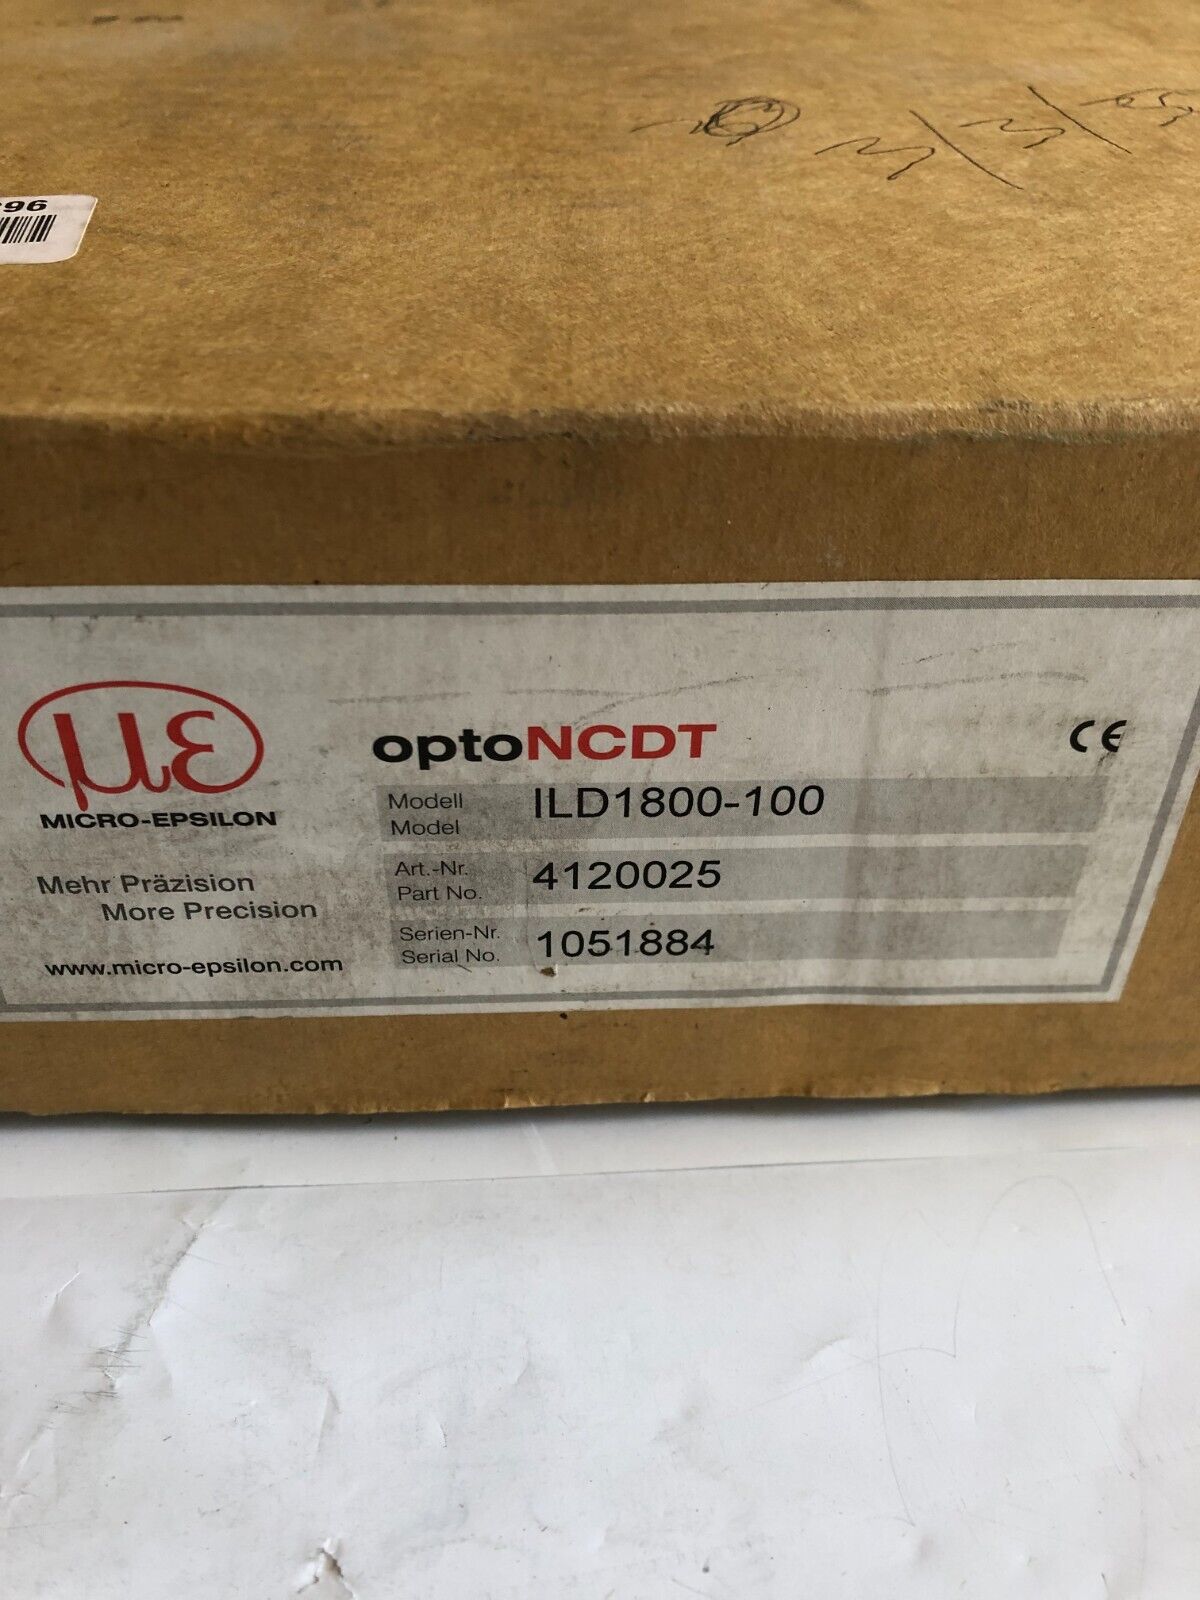 με
MICRO-EPSILON
Mehr Präzision
More Precision
www.micro-epsilon.com
optoNCDT
CE
Modell
Model
ILD1800-100
Art.-Nr.
Part No.
4120025
Serien-Nr.
Serial No.
1051884